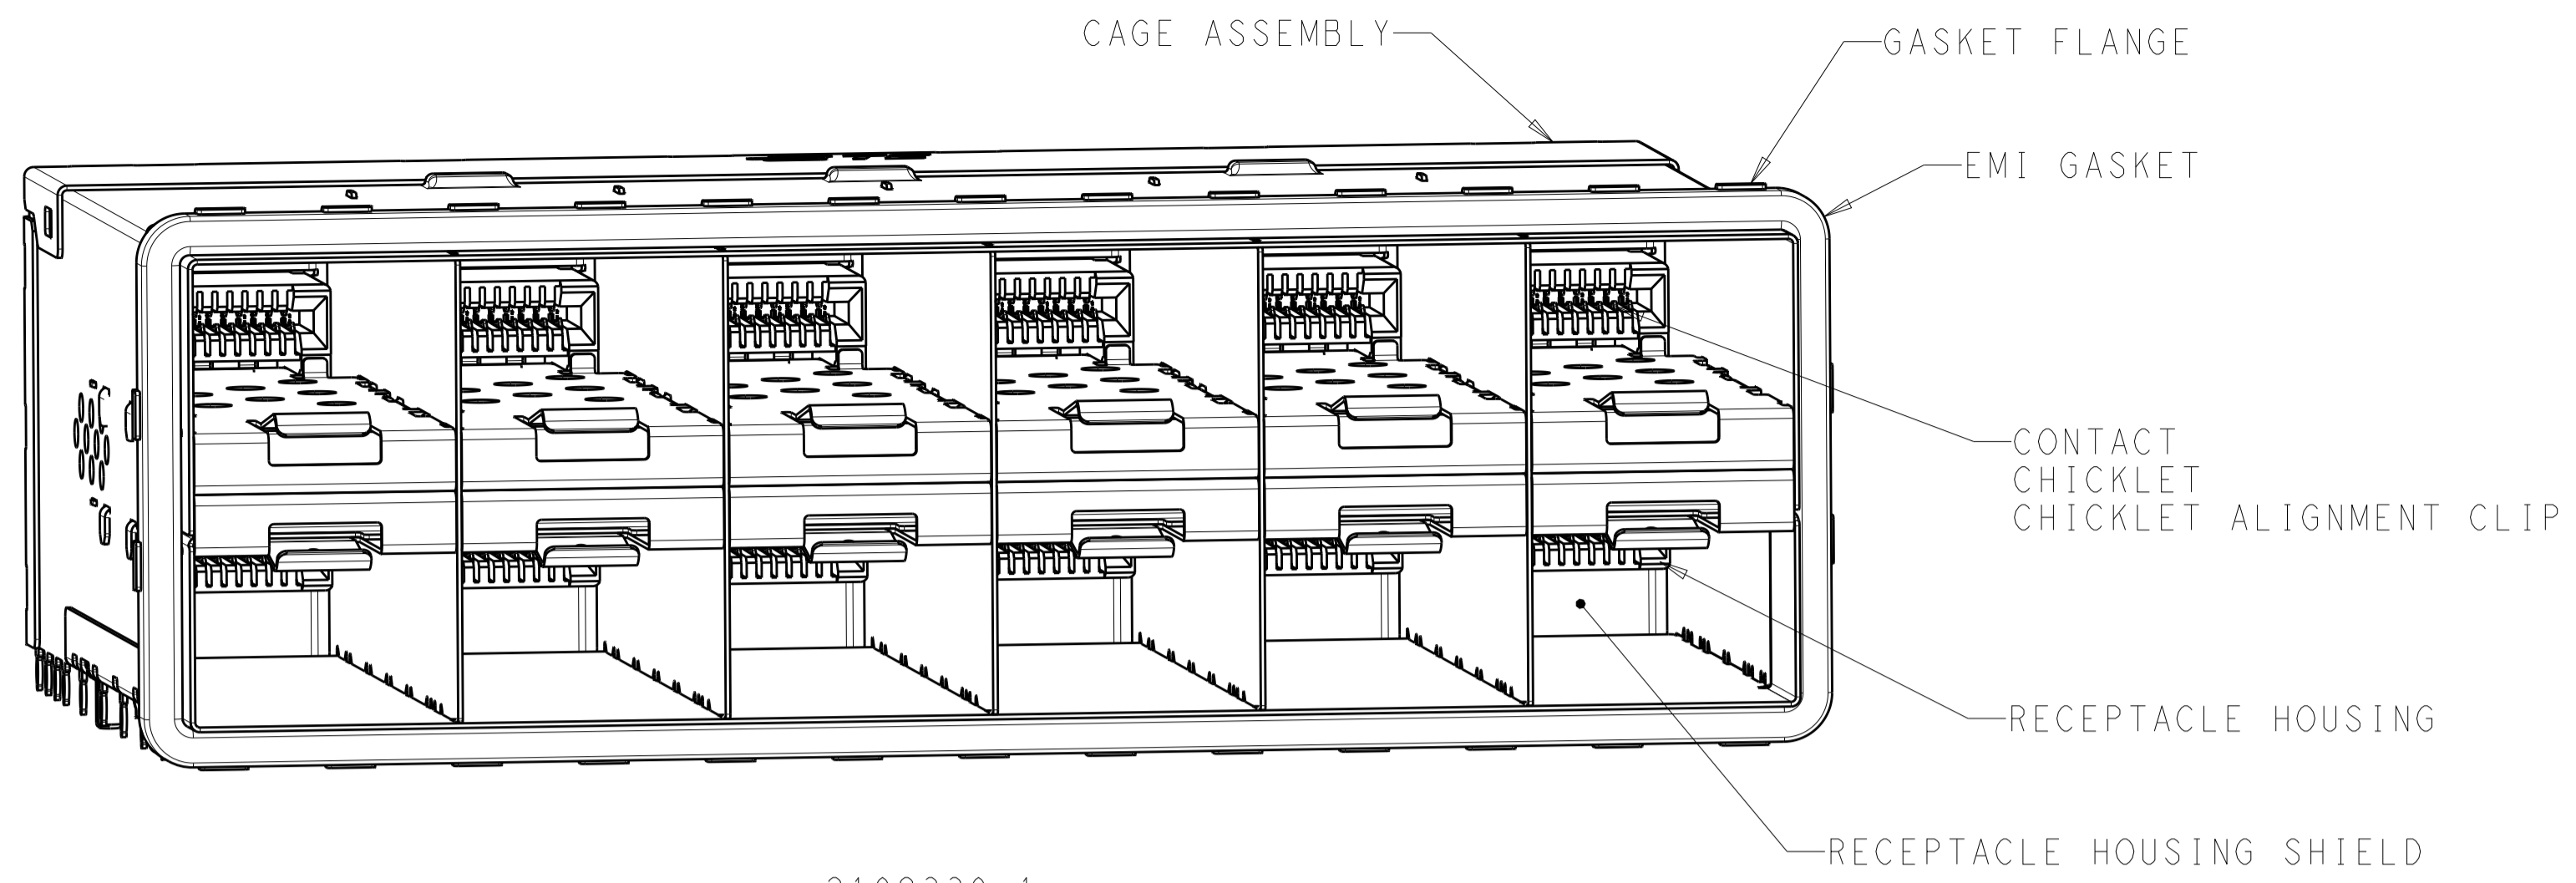 CAGE ASSEMBLY
GASKET FLANGE
EMI GASKET
CONTACT
CHICKLET
CHICKLET ALIGNMENT CLIP
RECEPTACLE HOUSING
RECEPTACLE HOUSING SHIELD